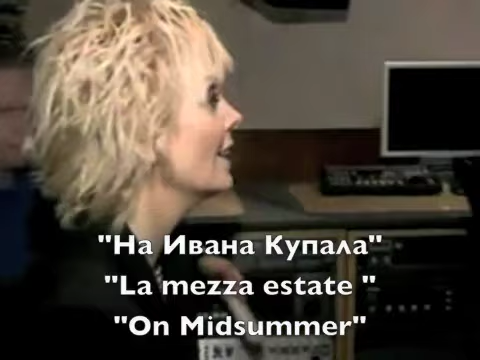 "На Ивана Купала"
"La mezza estate "
"On Midsummer"